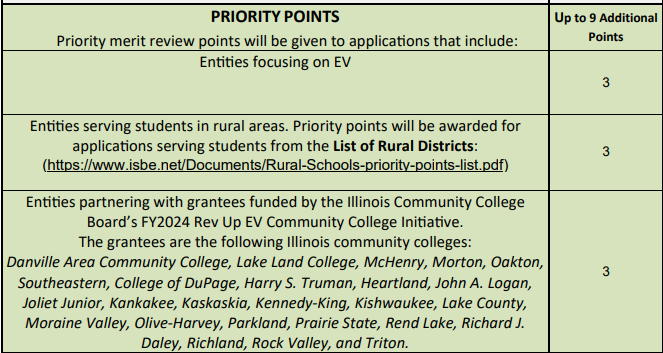 PRIORITY POINTS
Priority merit review points will be given to applications that include:
Up to 9 Additional
Points
Entities focusing on EV
3
Entities serving students in rural areas. Priority points will be awarded for
applications serving students from the List of Rural Districts:
(https://www.isbe.net/Documents/Rural-Schools-priority-points-list.pdf)
3
Entities partnering with grantees funded by the Illinois Community College
Board's FY2024 Rev Up EV Community College Initiative.
The grantees are the following Illinois community colleges:
Danville Area Community College, Lake Land College, McHenry, Morton, Oakton,
Southeastern, College of DuPage, Harry S. Truman, Heartland, John A. Logan,
Joliet Junior, Kankakee, Kaskaskia, Kennedy-King, Kishwaukee, Lake County,
Moraine Valley, Olive-Harvey, Parkland, Prairie State, Rend Lake, Richard J.
Daley, Richland, Rock Valley, and Triton.
3